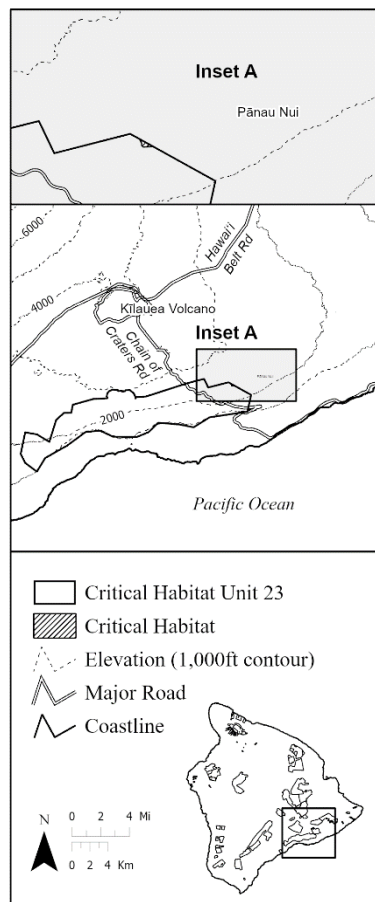 Inset A
Pānau Nui
6000
Hawai'i
Belt Rd
4000
Kīlauea Volcano
Chain of
Craters Rd
Inset A
Pānau Nui
2000
Pacific Ocean
Critical Habitat Unit 23
Critical Habitat
Elevation (1,000ft contour)
Major Road
Coastline
N
0 2 4 Mi
0 2 4 Km